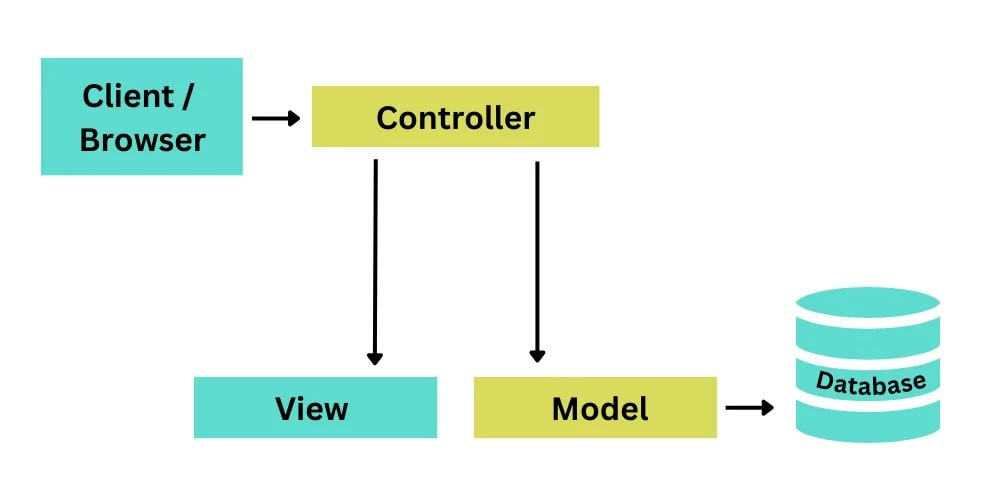 Client /
Browser
Controller
View
Model
Database